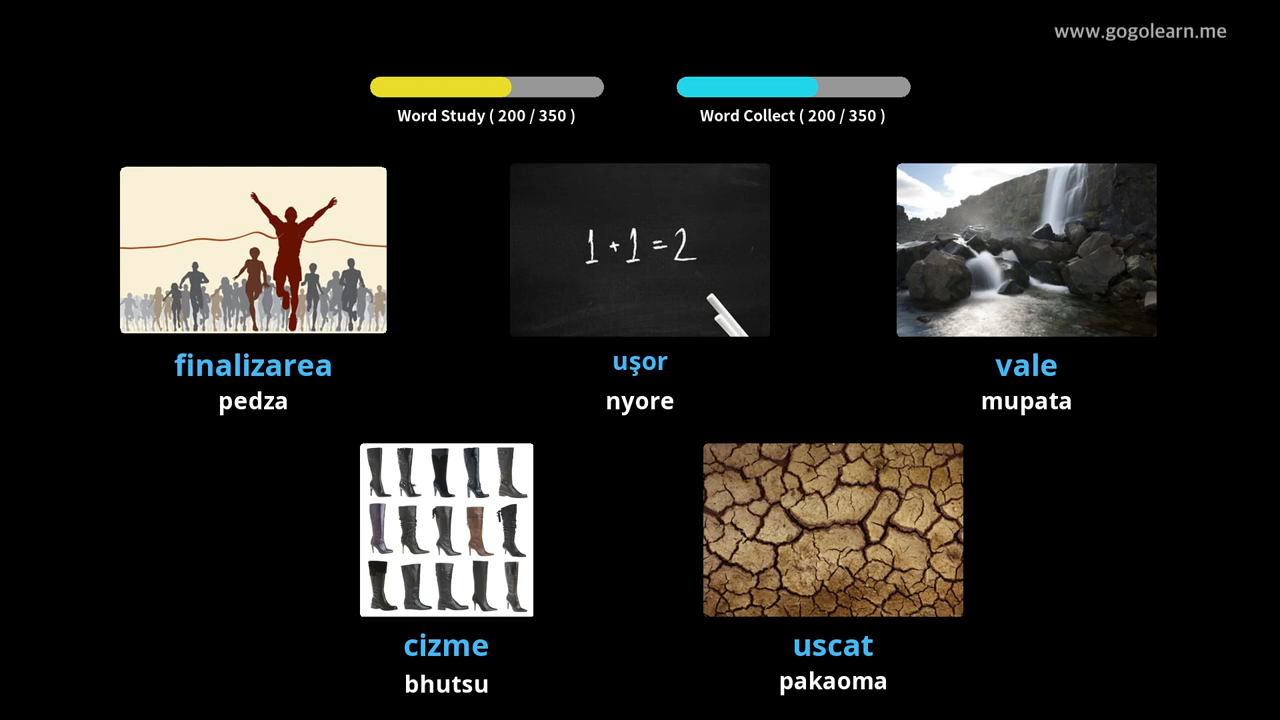 www.gogolearn.me
Word Study ( 200 / 350 )
Word Collect ( 200 / 350 )
1 + 1 = 2
finalizarea
pedza
uşor
nyore
vale
mupata
cizme
bhutsu
uscat
pakaoma